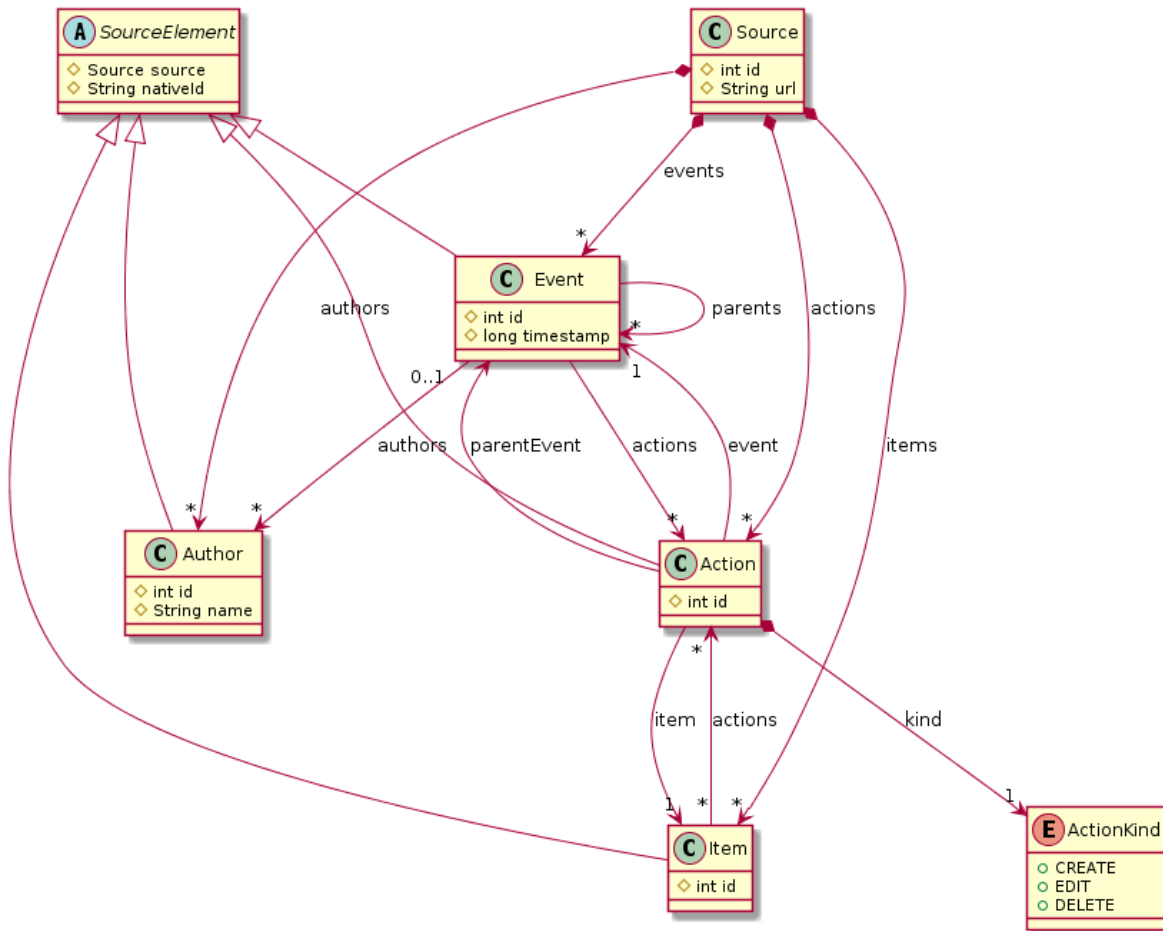 A SourceElement
Source source
String nativeId
C Source
int id
String url
events
*
C Event
int id
long timestamp
authors
* parents
actions
0..1
1
authors
parentEvent
actions
event
items
*
*
*
*
C Author
int id
String name
C Action
int id
*
item
actions
kind
1
*
*
1
C Item
int id
E ActionKind
CREATE
EDIT
DELETE